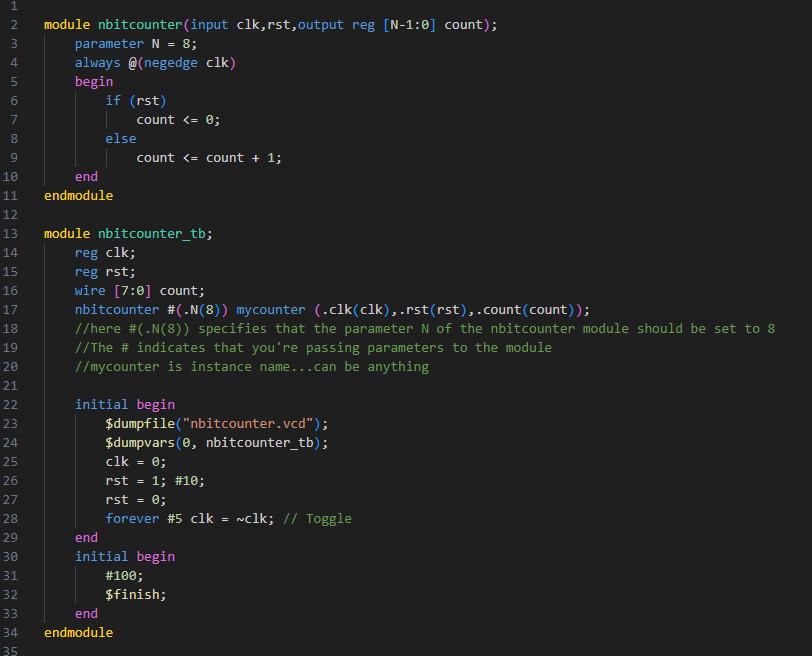 1
2 module nbitcounter(input clk,rst,output reg [N-1:0] count);
3 parameter N = 8;
4 always @(negedge clk)
5 begin
6 if (rst)
7 count <= 0;
8 else
9 count <= count + 1;
10 end
11 endmodule
12
13 module nbitcounter_tb;
14 reg clk;
15 reg rst;
16 wire [7:0] count;
17 nbitcounter #(.N(8)) mycounter (.clk(clk),.rst(rst),.count(count));
18 //here #(.N(8)) specifies that the parameter N of the nbitcounter module should be set to 8
19 //The # indicates that you're passing parameters to the module
20 //mycounter is instance name...can be anything
21
22 initial begin
23 $dumpfile("nbitcounter.vcd");
24 $dumpvars(0, nbitcounter_tb);
25 clk = 0;
26 rst = 1; #10;
27 rst = 0;
28 forever #5 clk = ~clk; // Toggle
29 end
30 initial begin
31 #100;
32 $finish;
33 end
34 endmodule
35